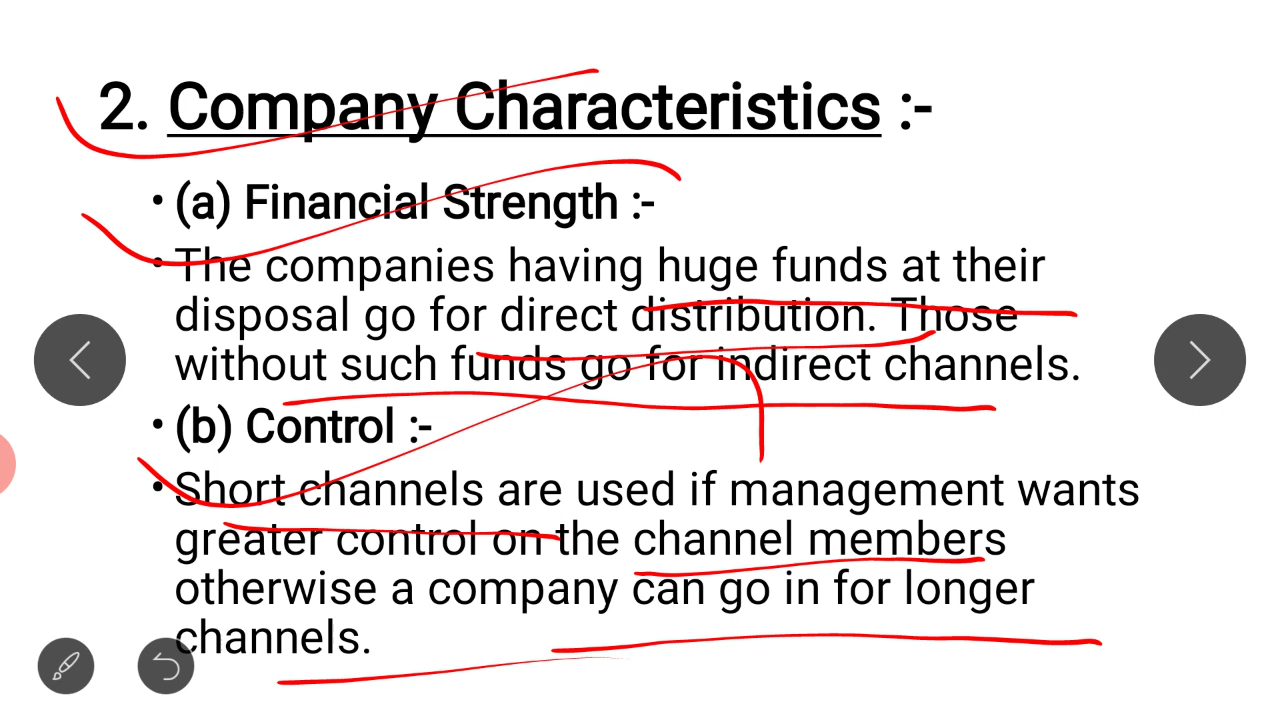 2. Company Characteristics :-
• (a) Financial Strength :-
• The companies having huge funds at their
disposal go for direct distribution. Those
without such funds go for indirect channels.
• (b) Control :-
• Short channels are used if management wants
greater control on the channel members
otherwise a company can go in for longer
channels.